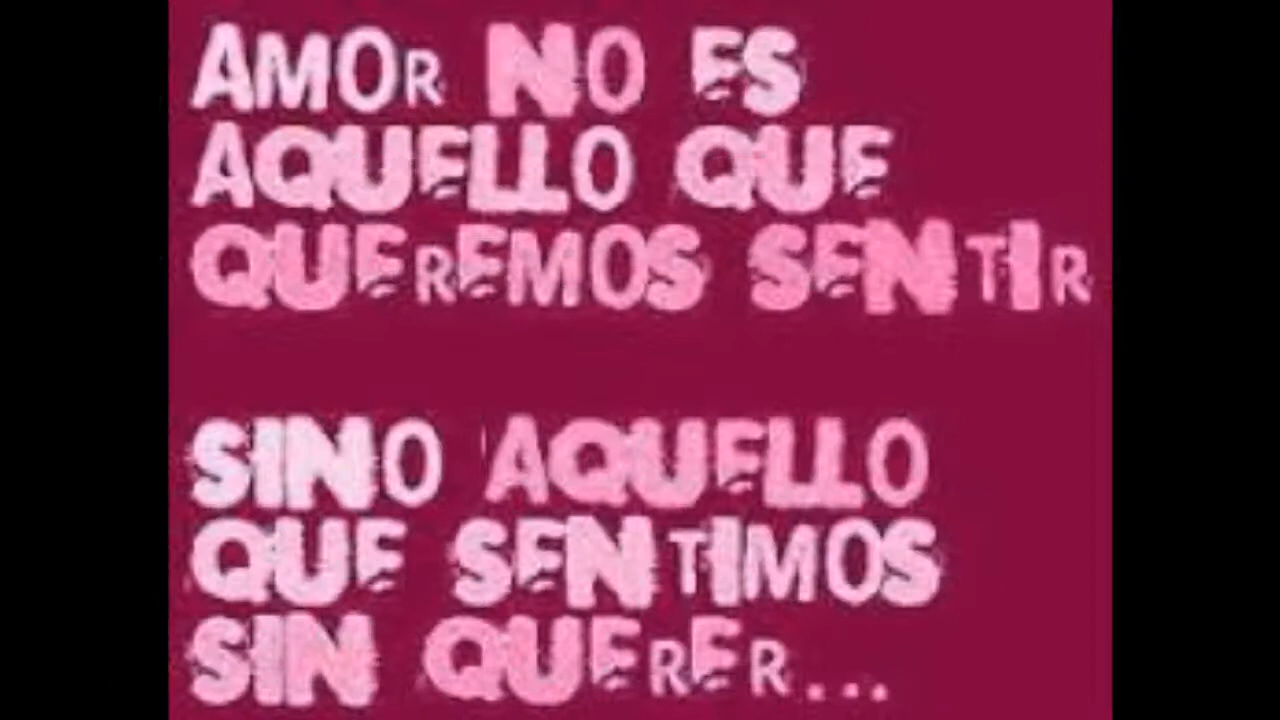 AMOR NO ES
AQUELLO QUE
QUEREMOS SENTIR
SINO AQUELLO
QUE SENTIMOS
SIN QUERER...